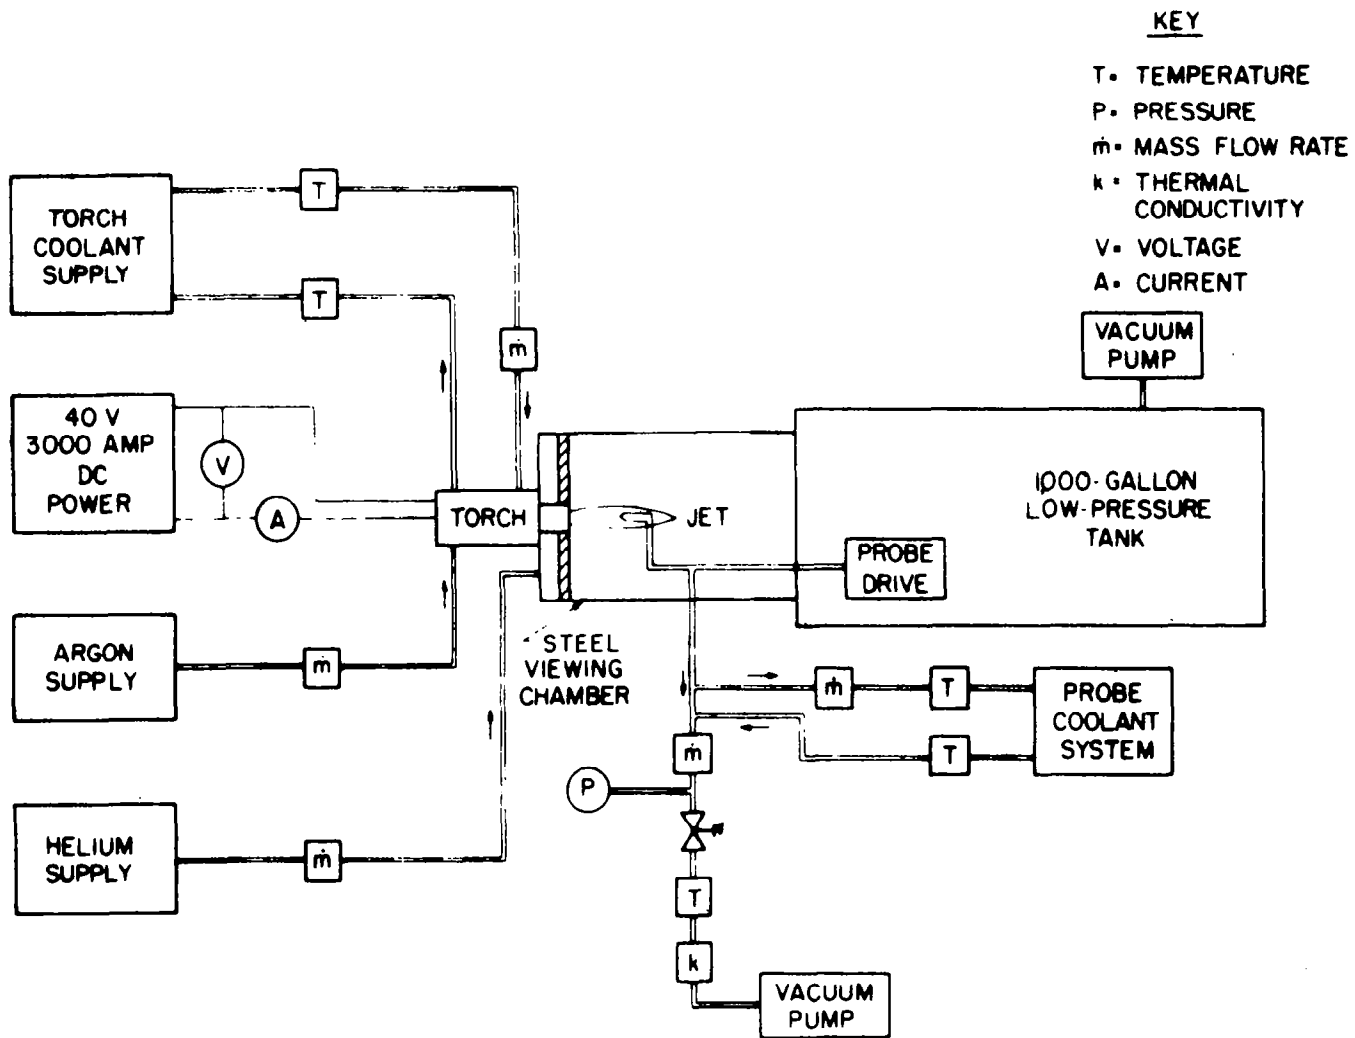 KEY
T= TEMPERATURE
P= PRESSURE
ṁ= MASS FLOW RATE
k= THERMAL
CONDUCTIVITY
V= VOLTAGE
A= CURRENT
TORCH
COOLANT
SUPPLY
T
T
ṁ
VACUUM
PUMP
40 V
3000 AMP
DC
POWER
V
A
TORCH
JET
1000-GALLON
LOW-PRESSURE
TANK
PROBE
DRIVE
ARGON
SUPPLY
ṁ
STEEL
VIEWING
CHAMBER
ṁ
T
PROBE
COOLANT
SYSTEM
T
ṁ
P
HELIUM
SUPPLY
ṁ
T
k
VACUUM
PUMP